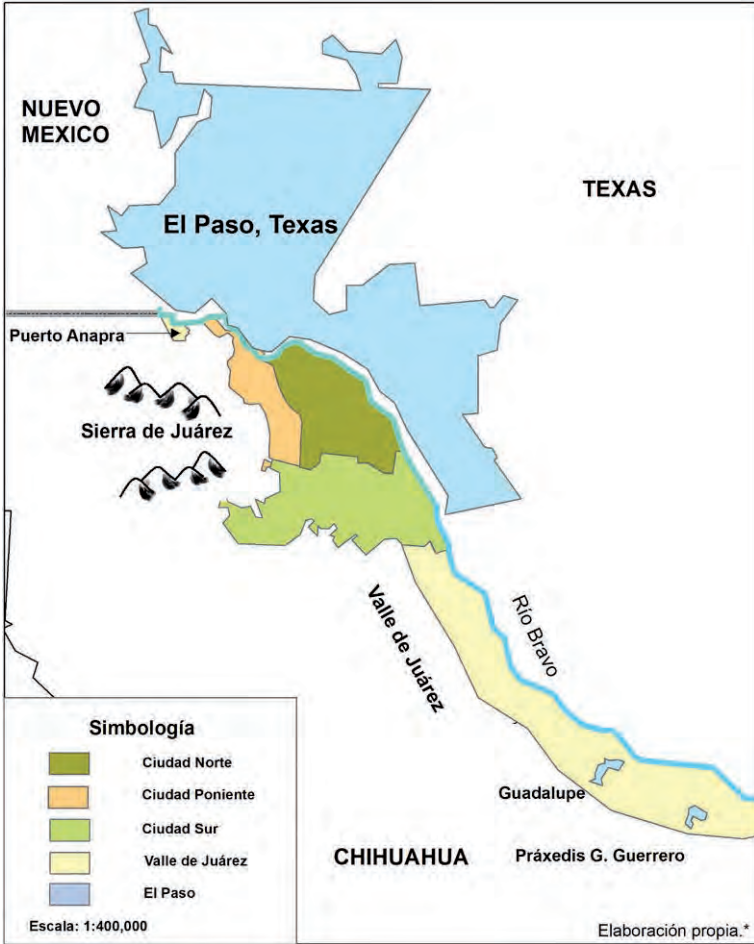 NUEVO
MEXICO
TEXAS
El Paso, Texas
Puerto Anapra
Sierra de Juárez
Valle de Juárez
Río Bravo
Simbología
Ciudad Norte
Ciudad Poniente
Ciudad Sur
Valle de Juárez
El Paso
Escala: 1:400,000
Guadalupe
CHIHUAHUA
Práxedis G. Guerrero
Elaboración propia.*